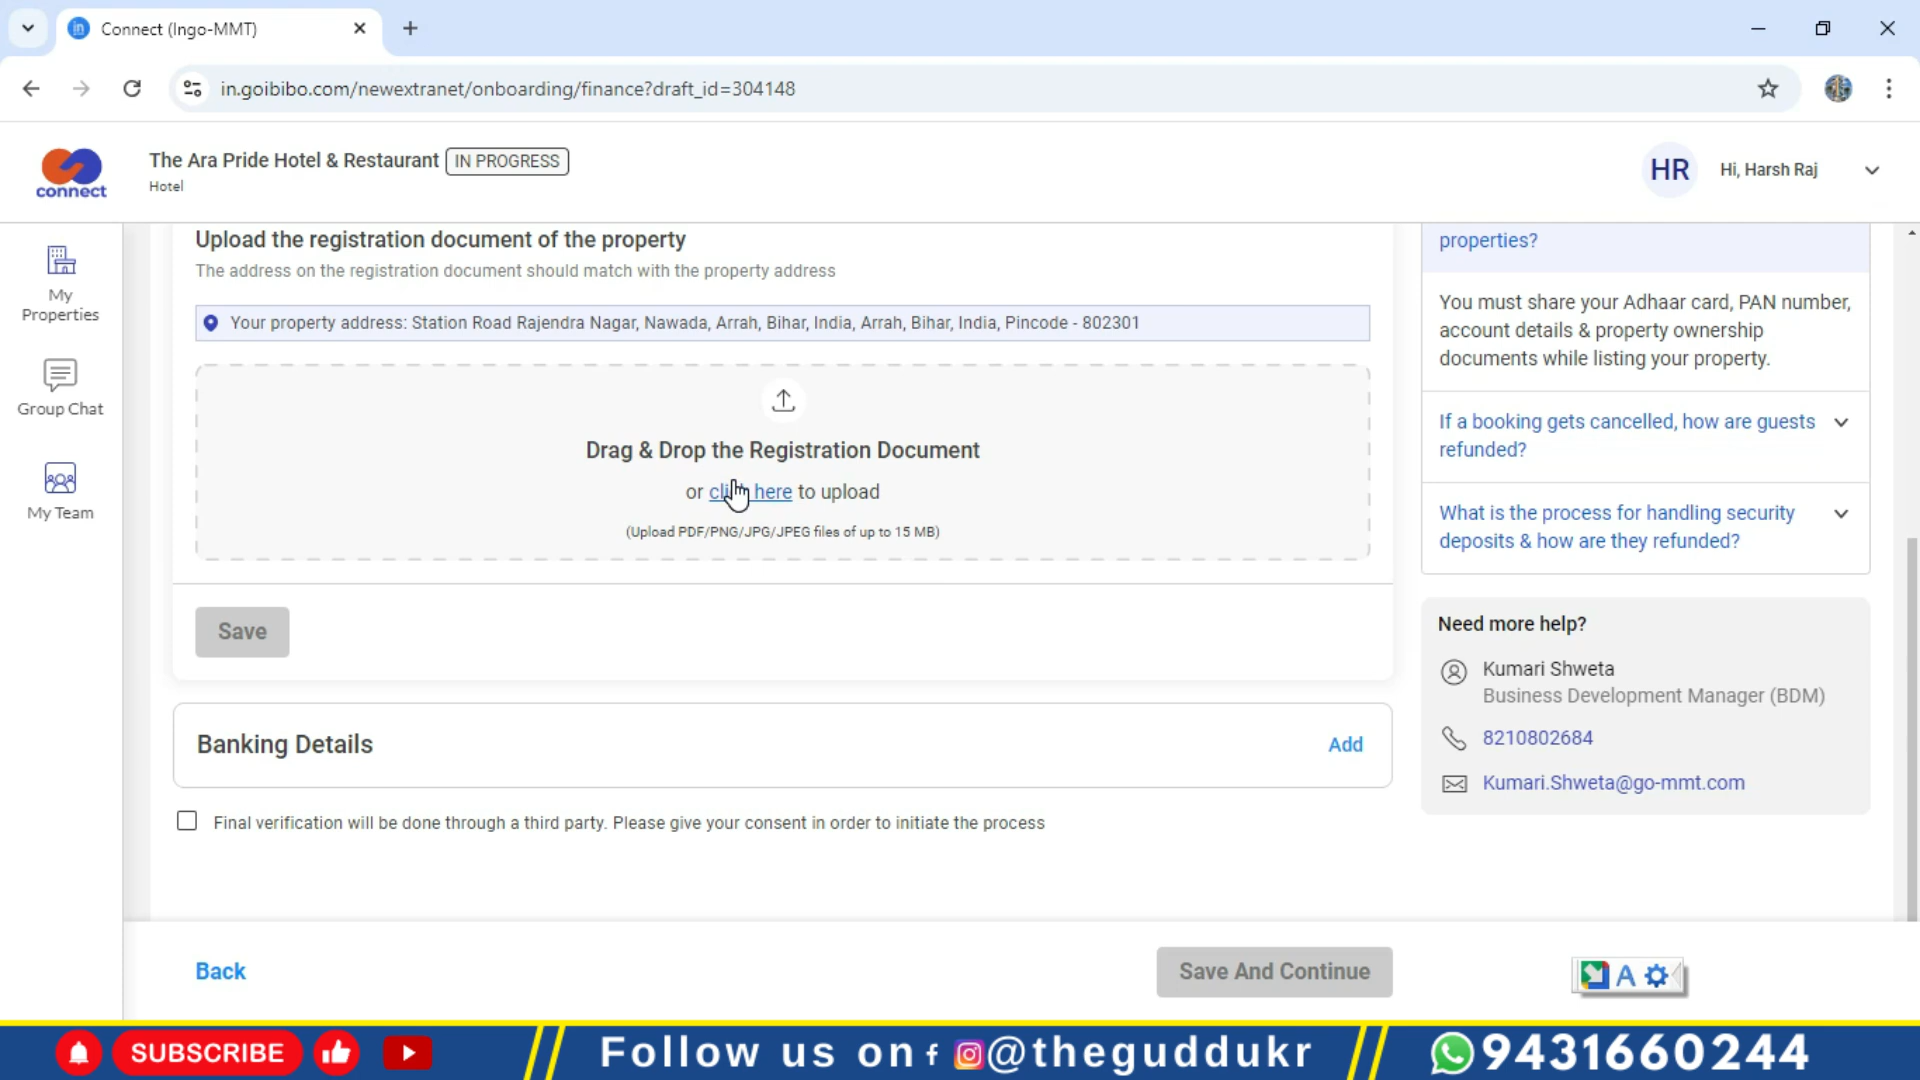 Connect (Ingo-MMT)
in.goibibo.com/newextranet/onboarding/finance?draft_id=304148
connect
The Ara Pride Hotel & Restaurant IN PROGRESS
Hotel
HR Hi, Harsh Raj
My
Properties
Group Chat
My Team
Upload the registration document of the property
The address on the registration document should match with the property address
Your property address: Station Road Rajendra Nagar, Nawada, Arrah, Bihar, India, Arrah, Bihar, India, Pincode - 802301
Drag & Drop the Registration Document
or click here to upload
(Upload PDF/PNG/JPG/JPEG files of up to 15 MB)
Save
Banking Details Add
Final verification will be done through a third party. Please give your consent in order to initiate the process
properties?
You must share your Adhaar card, PAN number,
account details & property ownership
documents while listing your property.
If a booking gets cancelled, how are guests
refunded?
What is the process for handling security
deposits & how are they refunded?
Need more help?
Kumari Shweta
Business Development Manager (BDM)
8210802684
Kumari.Shweta@go-mmt.com
Back Save And Continue
A
SUBSCRIBE Follow us on f @theguddukr 9431660244